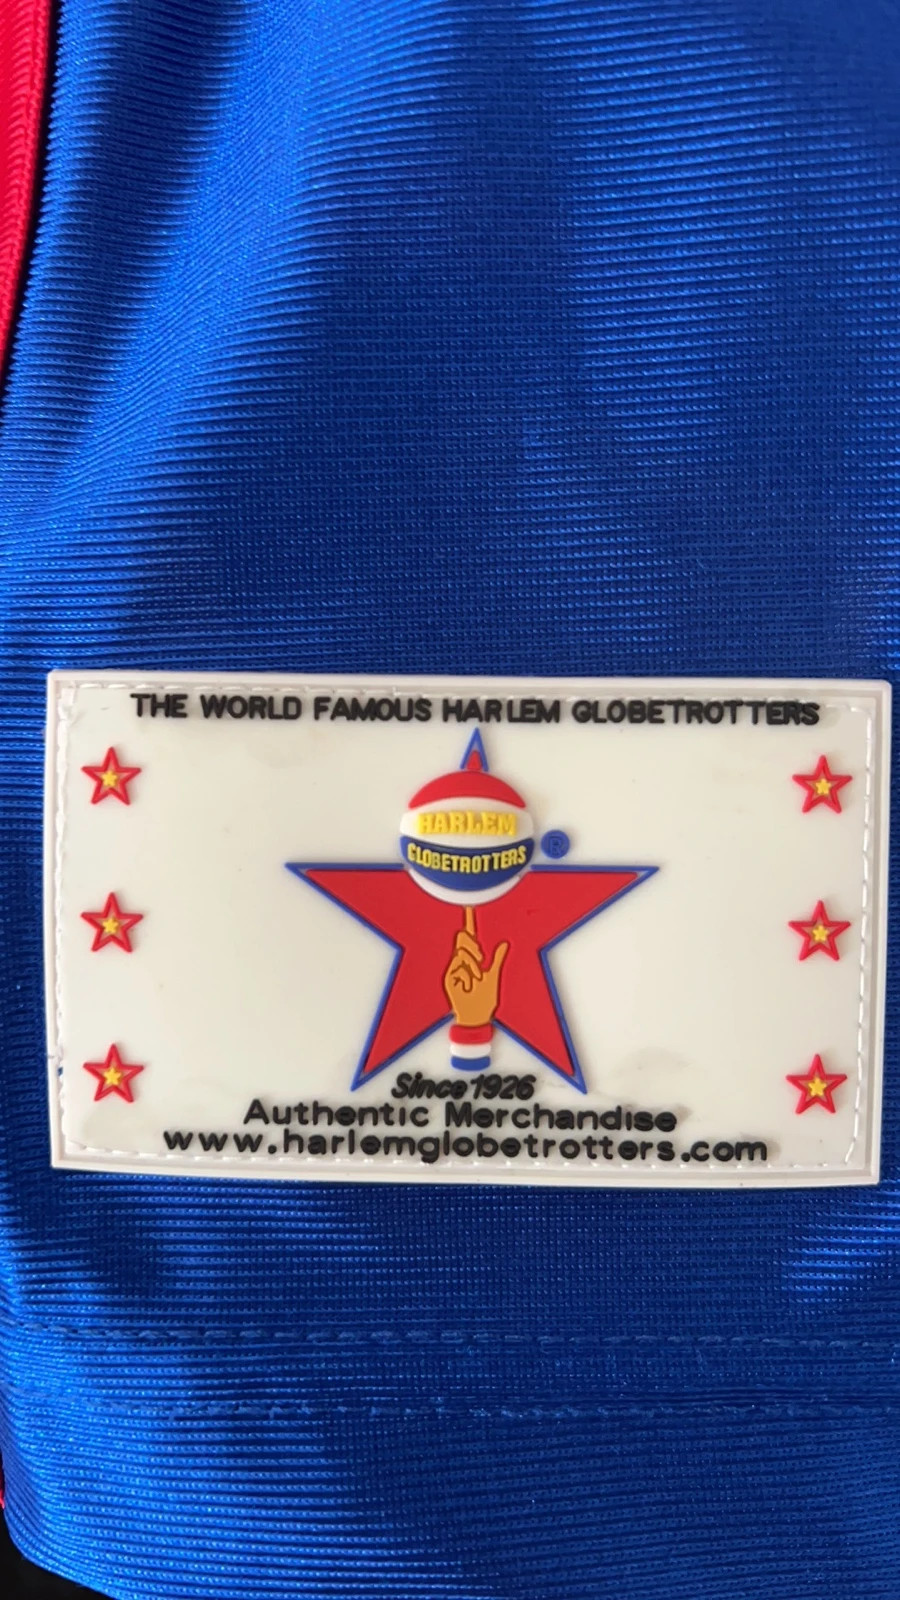 THE WORLD FAMOUS HARLEM GLOBETROTTERS
HARLEM
GLOBETROTTERS
®
Since 1926
Authentic Merchandise
www.harlemglobetrotters.com